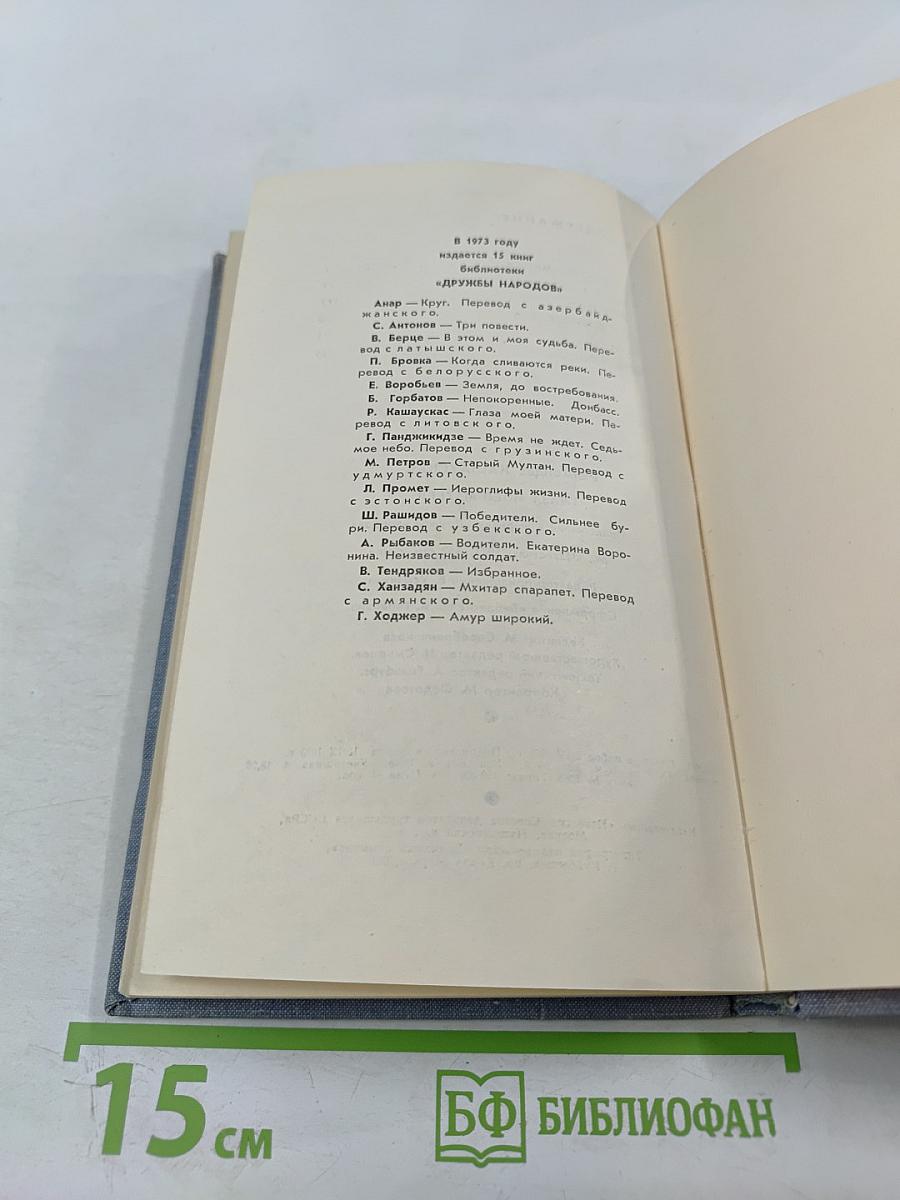 В 1973 году
издается 15 книг
библиотеки
«ДРУЖБЫ НАРОДОВ»
Анар — Круг. Перевод с азербайд-
жанского.
С. Антонов — Три повести.
В. Берце — В этом и моя судьба. Пере-
вод с латышского.
П. Бровка — Когда сливаются реки. Пе-
ревод с белорусского.
Е. Воробьев — Земля, до востребования.
Б. Горбатов — Непокоренные. Донбасс.
Р. Кашаускас — Глаза моей матери. Пе-
ревод с литовского.
Г. Панджикидзе — Время не ждет. Седь-
мое небо. Перевод с грузинского.
М. Петров — Старый Мултан. Перевод с
удмуртского.
Л. Промет — Иероглифы жизни. Перевод
с эстонского.
Ш. Рашидов — Победители. Сильнее бу-
ри. Перевод с узбекского.
А. Рыбаков — Водители. Екатерина Воро-
нина. Неизвестный солдат.
В. Тендряков — Избранное.
С. Ханзадян — Мхитар спарапет. Перевод
с армянского.
Г. Ходжер — Амур широкий.
15 см
БФ БИБЛИОФАН